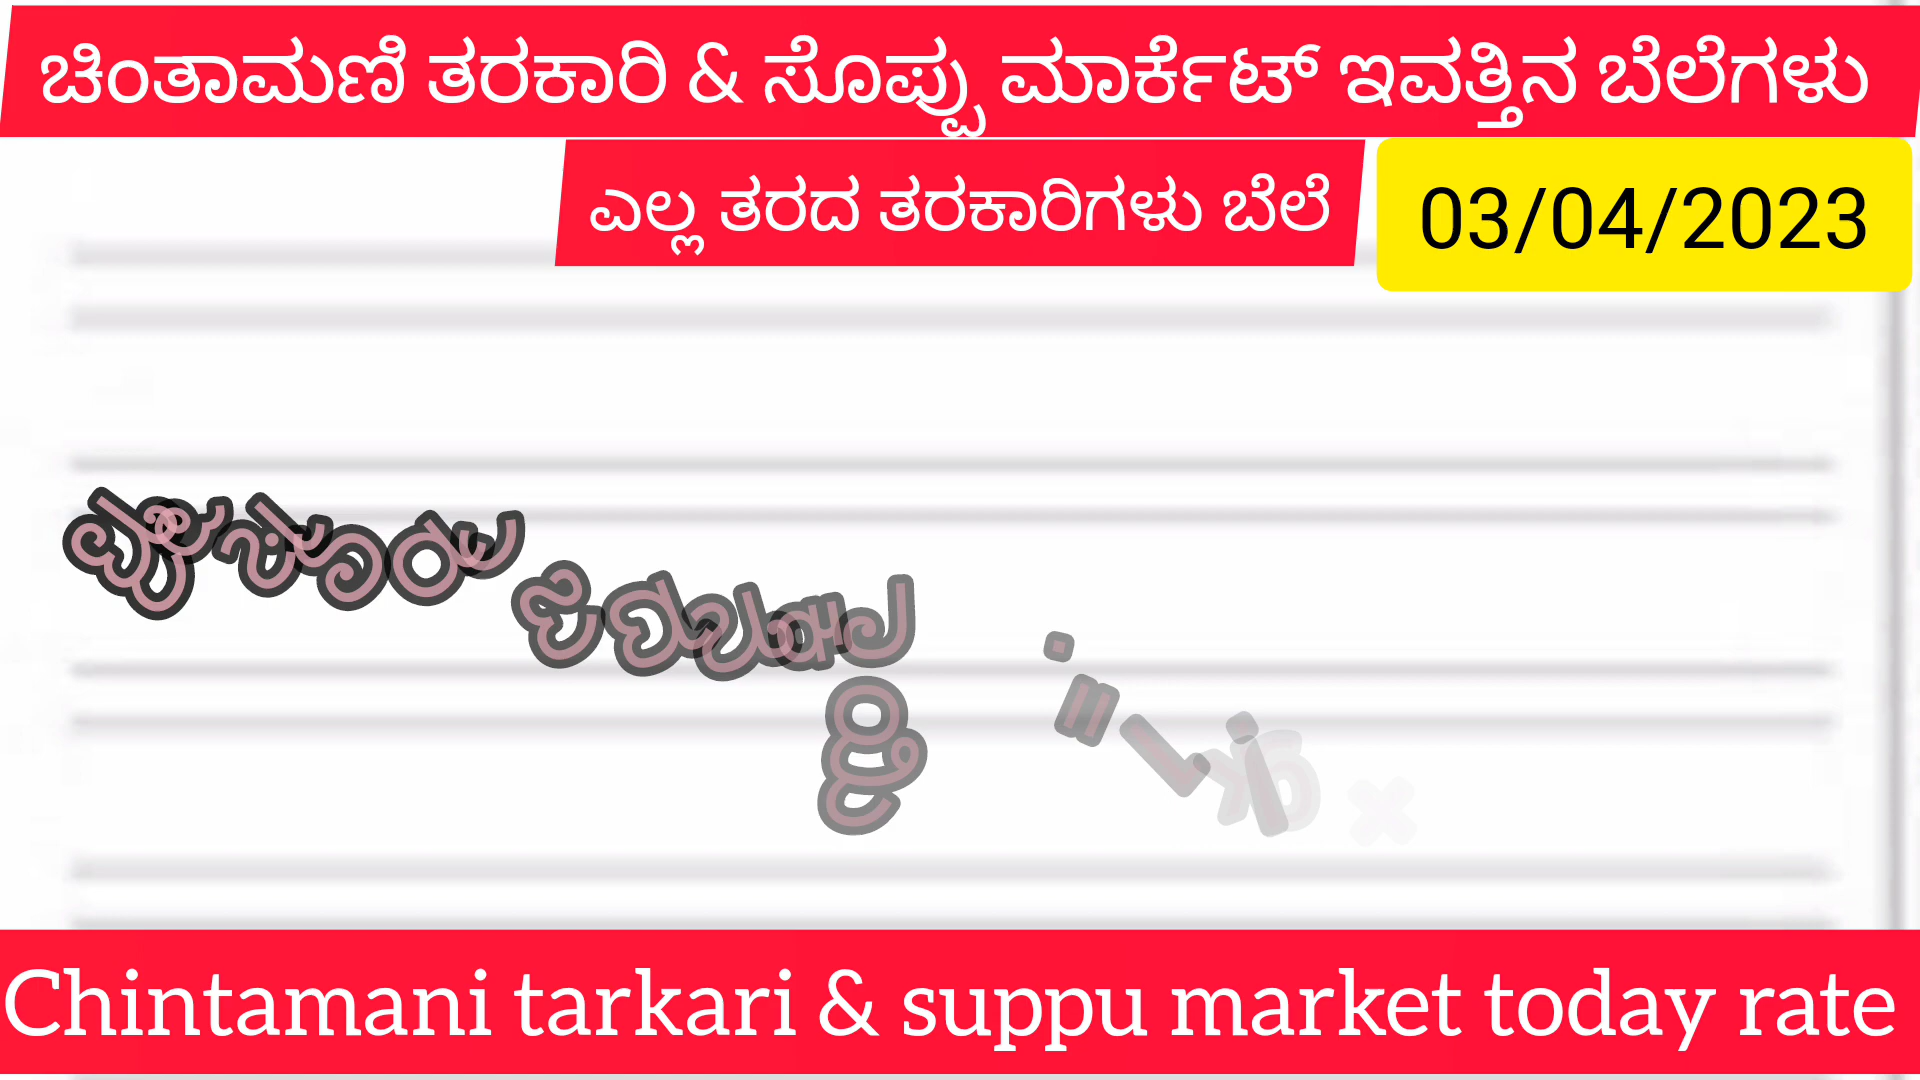 ಚಿಂತಾಮಣಿ ತರಕಾರಿ & ಸೊಪ್ಪು ಮಾರ್ಕೆಟ್ ಇವತ್ತಿನ ಬೆಲೆಗಳು
ಎಲ್ಲ ತರದ ತರಕಾರಿಗಳು ಬೆಲೆ
03/04/2023
Chintamani tarkari & suppu market today rate